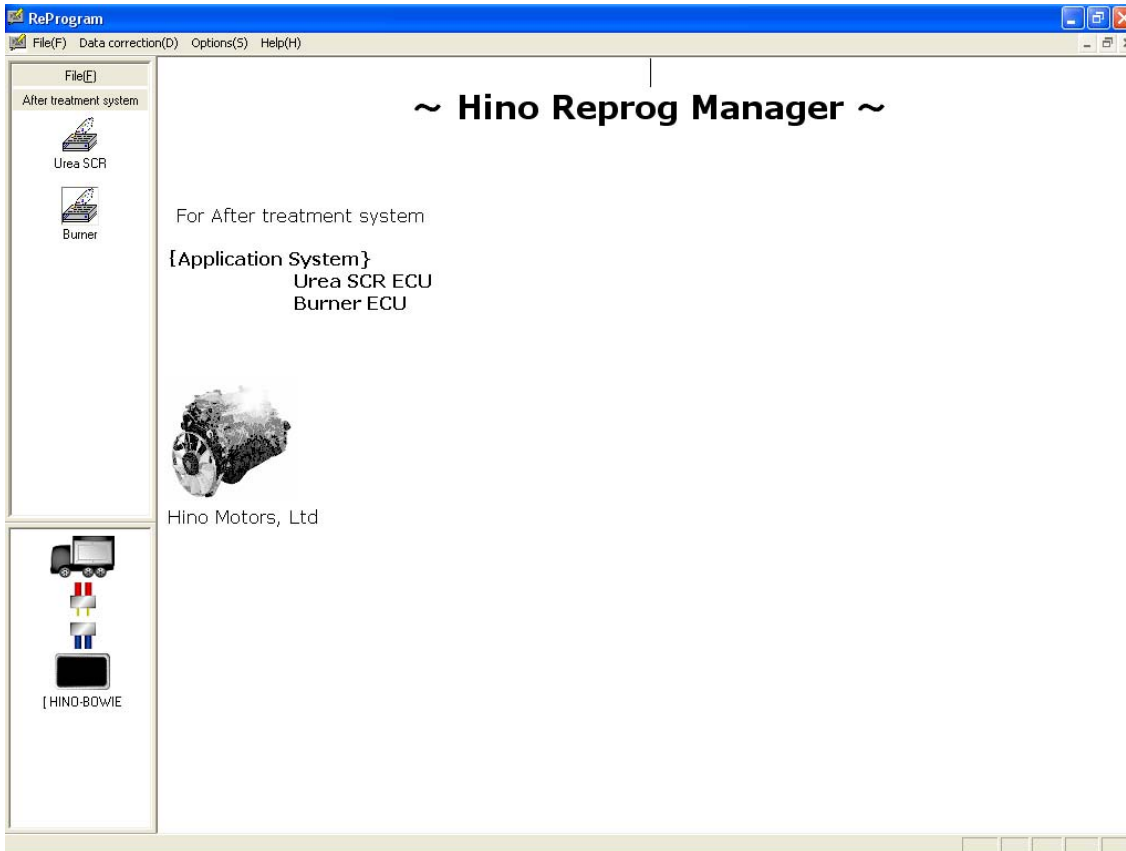 ReProgram
File(F) Data correction(D) Options(S) Help(H)
File(F)
After treatment system
Urea SCR
Burner
~ Hino Reprog Manager ~
For After treatment system
{Application System}
Urea SCR ECU
Burner ECU
Hino Motors, Ltd
[ HINO-BOWIE